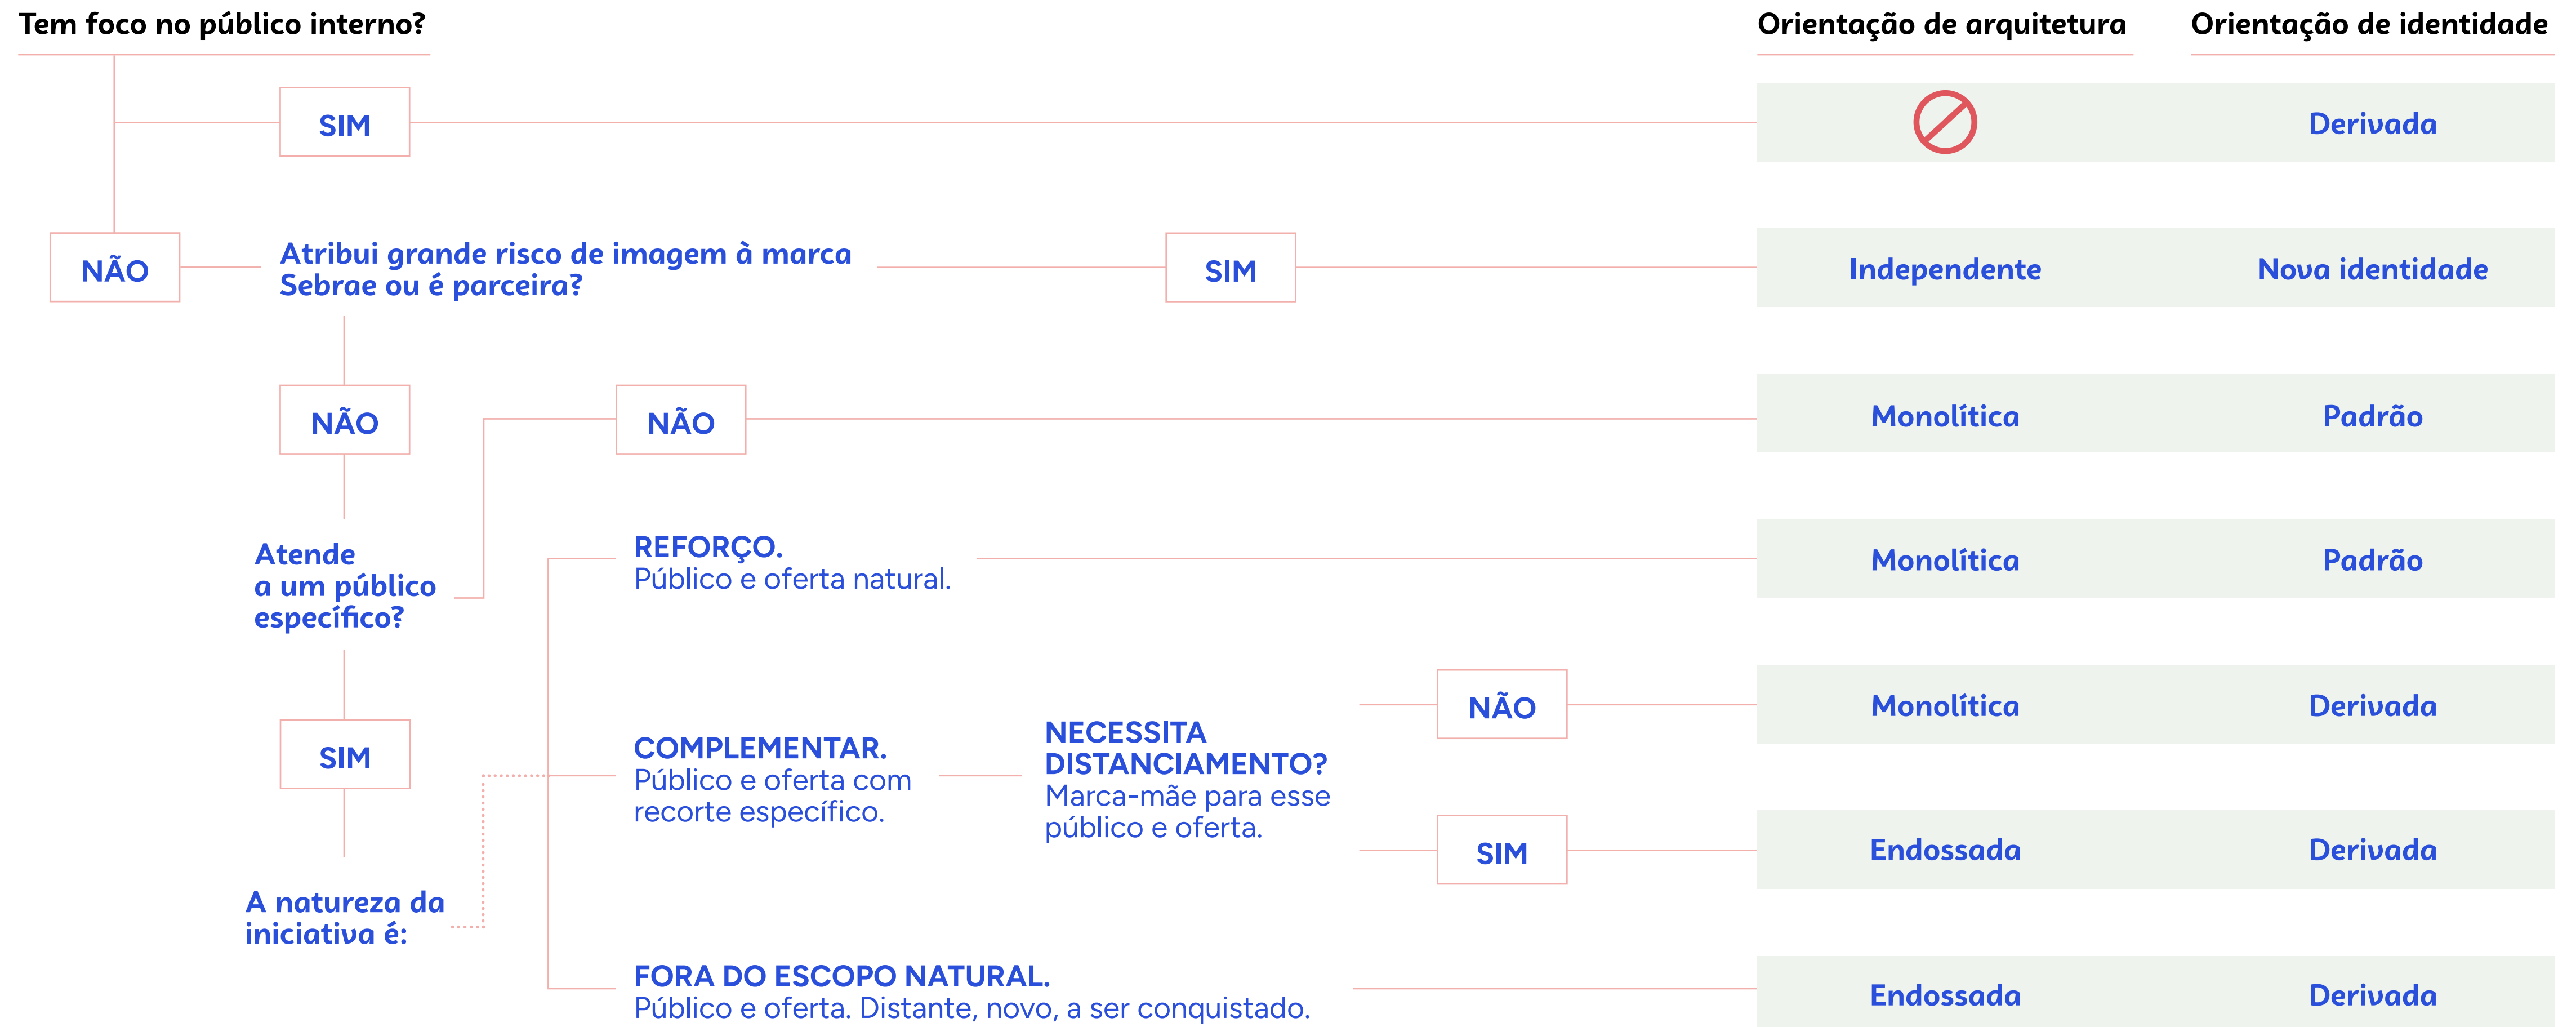 Tem foco no público interno?
Orientação de arquitetura
Orientação de identidade
SIM
Derivada
NÃO
Atribui grande risco de imagem à marca
Sebrae ou é parceira?
SIM
Independente
Nova identidade
NÃO
NÃO
Monolítica
Padrão
Atende
a um público
específico?
REFORÇO.
Público e oferta natural.
Monolítica
Padrão
SIM
COMPLEMENTAR.
Público e oferta com
recorte específico.
NECESSITA
DISTANCIAMENTO?
Marca-mãe para esse
público e oferta.
NÃO
Monolítica
Derivada
SIM
Endossada
Derivada
A natureza da
iniciativa é:
FORA DO ESCOPO NATURAL.
Público e oferta. Distante, novo, a ser conquistado.
Endossada
Derivada